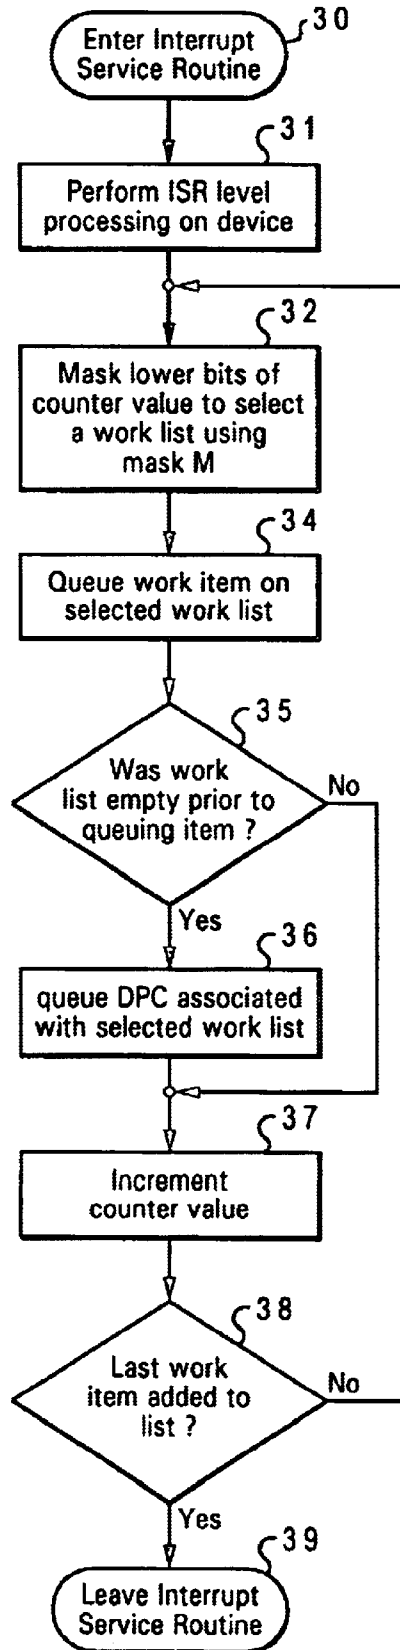 30
Enter Interrupt
Service Routine
31
Perform ISR level
processing on device
32
Mask lower bits of
counter value to select
a work list using
mask M
34
Queue work item on
selected work list
35
Was work
list empty prior to
queuing item ?
No
Yes
36
queue DPC associated
with selected work list
37
Increment
counter value
38
Last work
item added to
list ?
No
Yes
39
Leave Interrupt
Service Routine